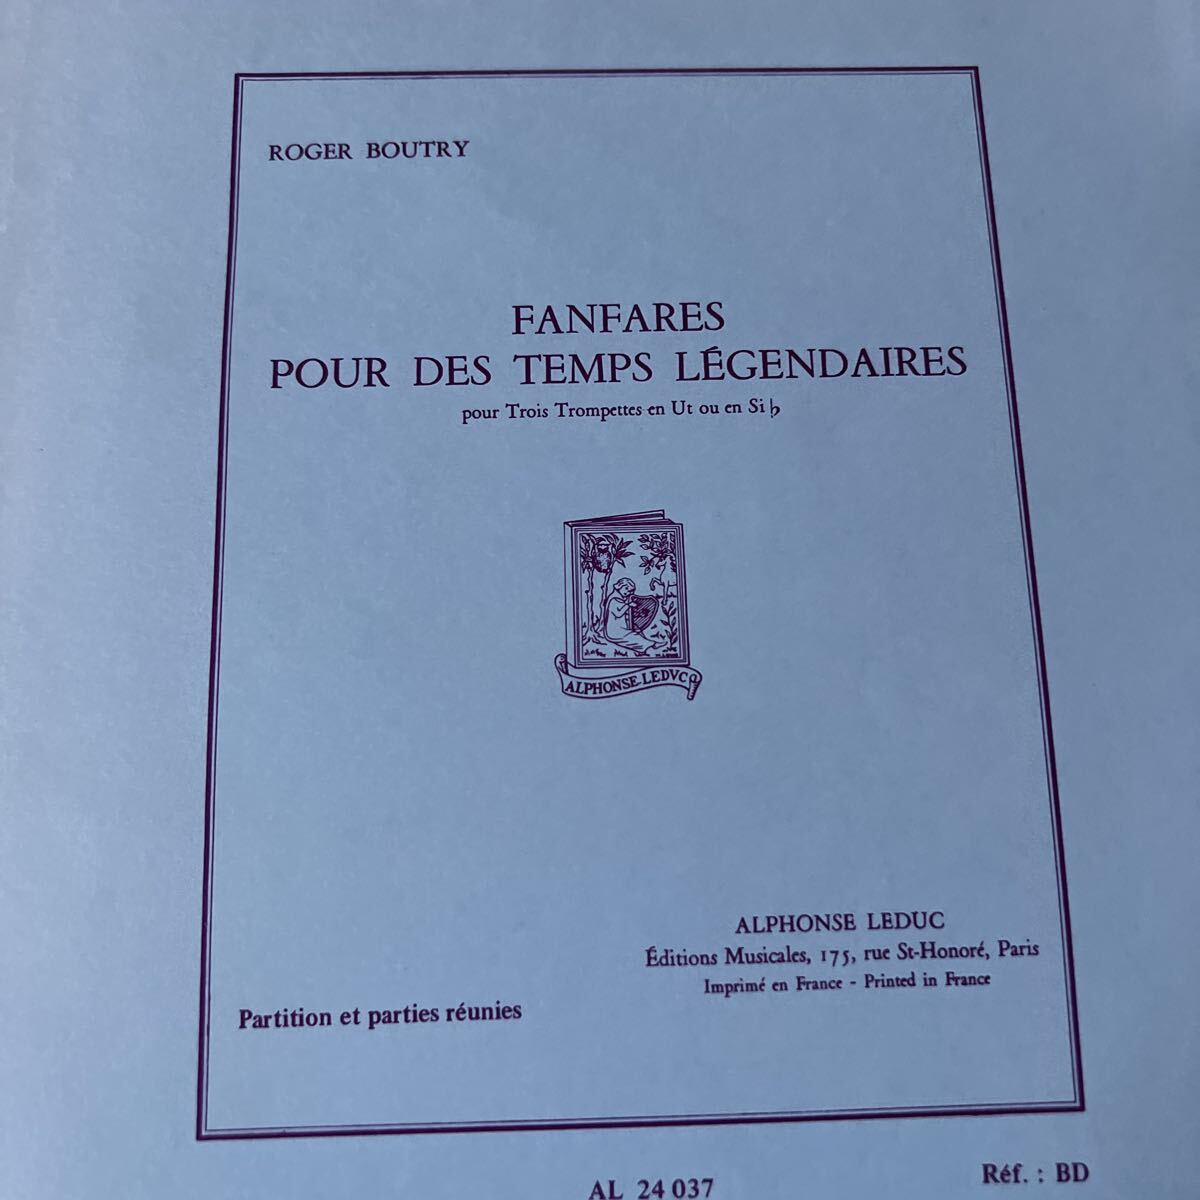 ROGER BOUTRY
FANFARES
POUR DES TEMPS LÉGENDAIRES
pour Trois Trompettes en Ut ou en Si♭
ALPHONSE LEDVC
ALPHONSE LEDUC
Éditions Musicales, 175, rue St-Honoré, Paris
Imprimé en France - Printed in France
Partition et parties réunies
AL 24 037
Réf. : BD